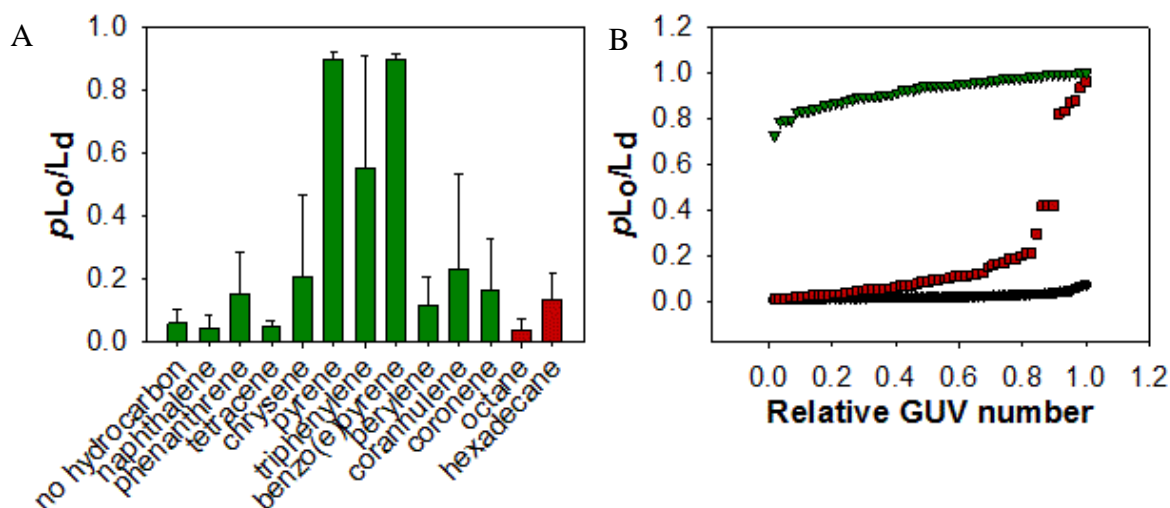 A
pLo/Ld
1.0
0.8
0.6
0.4
0.2
0.0
no hydrocarbon
naphthalene
phenanthrene
tetracene
chrysene
pyrene
triphenylene
benzo(e)pyrene
perylene
corannulene
coronene
octane
hexadecane
B
pLo/Ld
1.2
1.0
0.8
0.6
0.4
0.2
0.0
0.0 0.2 0.4 0.6 0.8 1.0 1.2
Relative GUV number